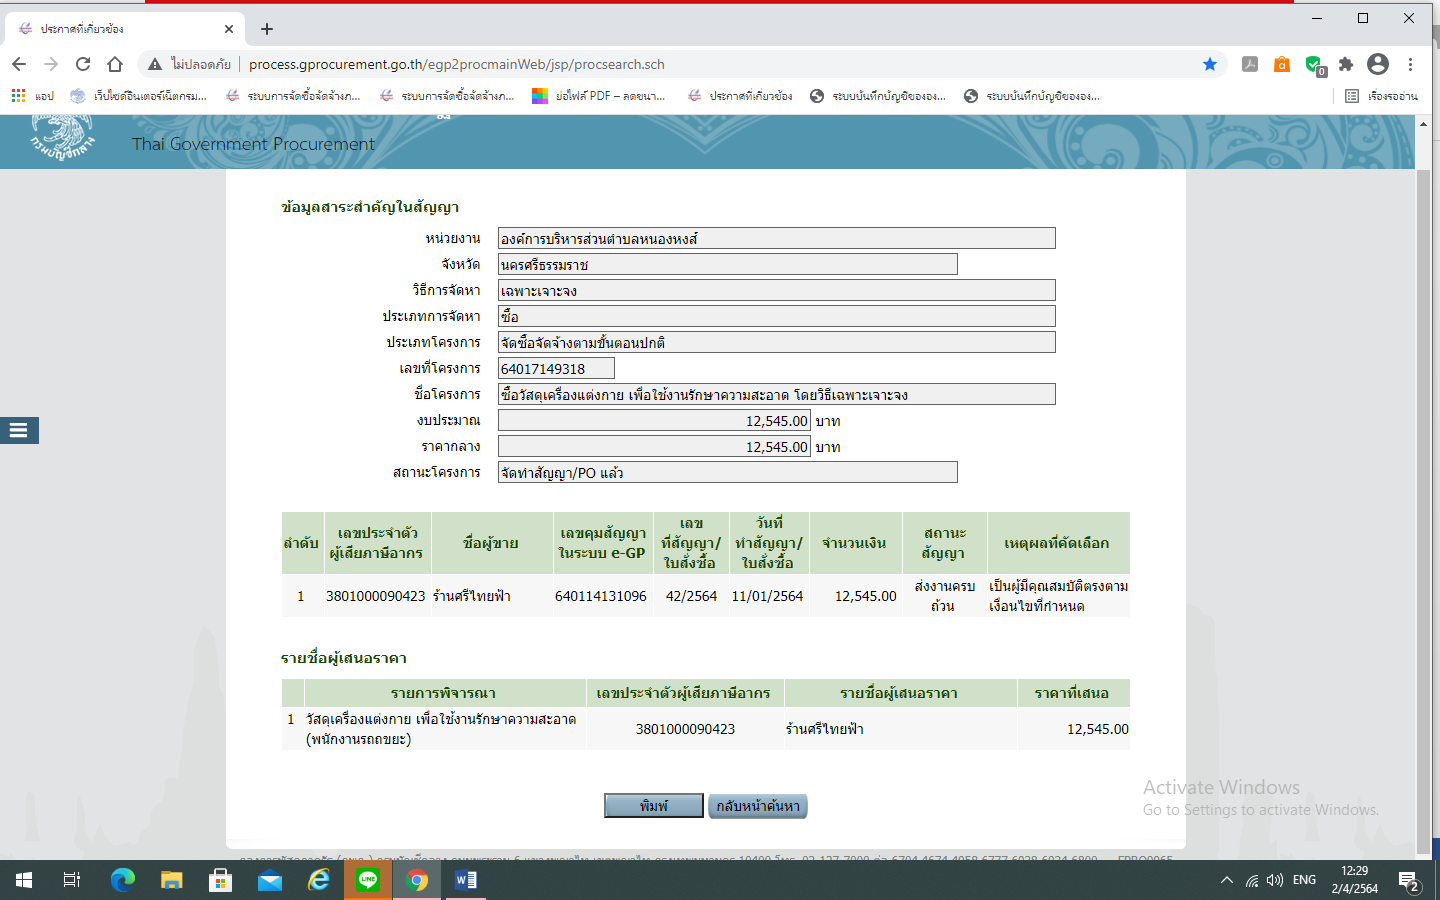 ประกาศที่เกี่ยวข้อง
ไม่ปลอดภัย process.gprocurement.go.th/egp2procmainWeb/jsp/procsearch.sch
แอป เว็บไซต์อินเตอร์เน็ตกรม... ระบบการจัดซื้อจัดจ้างภ... ระบบการจัดซื้อจัดจ้างภ... ย่อไฟล์ PDF – ลดขนา... ประกาศที่เกี่ยวข้อง ระบบบันทึกบัญชีขององ... ระบบบันทึกบัญชีขององ... เรื่องรออ่าน
กรมบัญชีกลาง
Thai Government Procurement
ข้อมูลสาระสำคัญในสัญญา
หน่วยงาน องค์การบริหารส่วนตำบลหนองหงส์
จังหวัด นครศรีธรรมราช
วิธีการจัดหา เฉพาะเจาะจง
ประเภทการจัดหา ซื้อ
ประเภทโครงการ จัดซื้อจัดจ้างตามขั้นตอนปกติ
เลขที่โครงการ 64017149318
ชื่อโครงการ ซื้อวัสดุเครื่องแต่งกาย เพื่อใช้งานรักษาความสะอาด โดยวิธีเฉพาะเจาะจง
งบประมาณ 12,545.00 บาท
ราคากลาง 12,545.00 บาท
สถานะโครงการ จัดทำสัญญา/PO แล้ว
ลำดับ เลขประจำตัวผู้เสียภาษีอากร ชื่อผู้ขาย เลขคุมสัญญาในระบบ e-GP เลขที่สัญญา/ใบสั่งซื้อ วันที่ทำสัญญา/ใบสั่งซื้อ จำนวนเงิน สถานะสัญญา เหตุผลที่คัดเลือก
1 3801000090423 ร้านศรีไทยฟ้า 640114131096 42/2564 11/01/2564 12,545.00 ส่งงานครบถ้วน เป็นผู้มีคุณสมบัติตรงตามเงื่อนไขที่กำหนด
รายชื่อผู้เสนอราคา
รายการพิจารณา เลขประจำตัวผู้เสียภาษีอากร รายชื่อผู้เสนอราคา ราคาที่เสนอ
1 วัสดุเครื่องแต่งกาย เพื่อใช้งานรักษาความสะอาด (พนักงานรถขยะ) 3801000090423 ร้านศรีไทยฟ้า 12,545.00
พิมพ์ กลับหน้าค้นหา
Activate Windows
Go to Settings to activate Windows.
ENG 12:29
2/4/2564 2